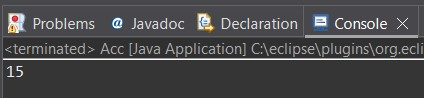 Problems @ Javadoc Declaration Console
<terminated> Acc [Java Application] C:\eclipse\plugins\org.ecli
15